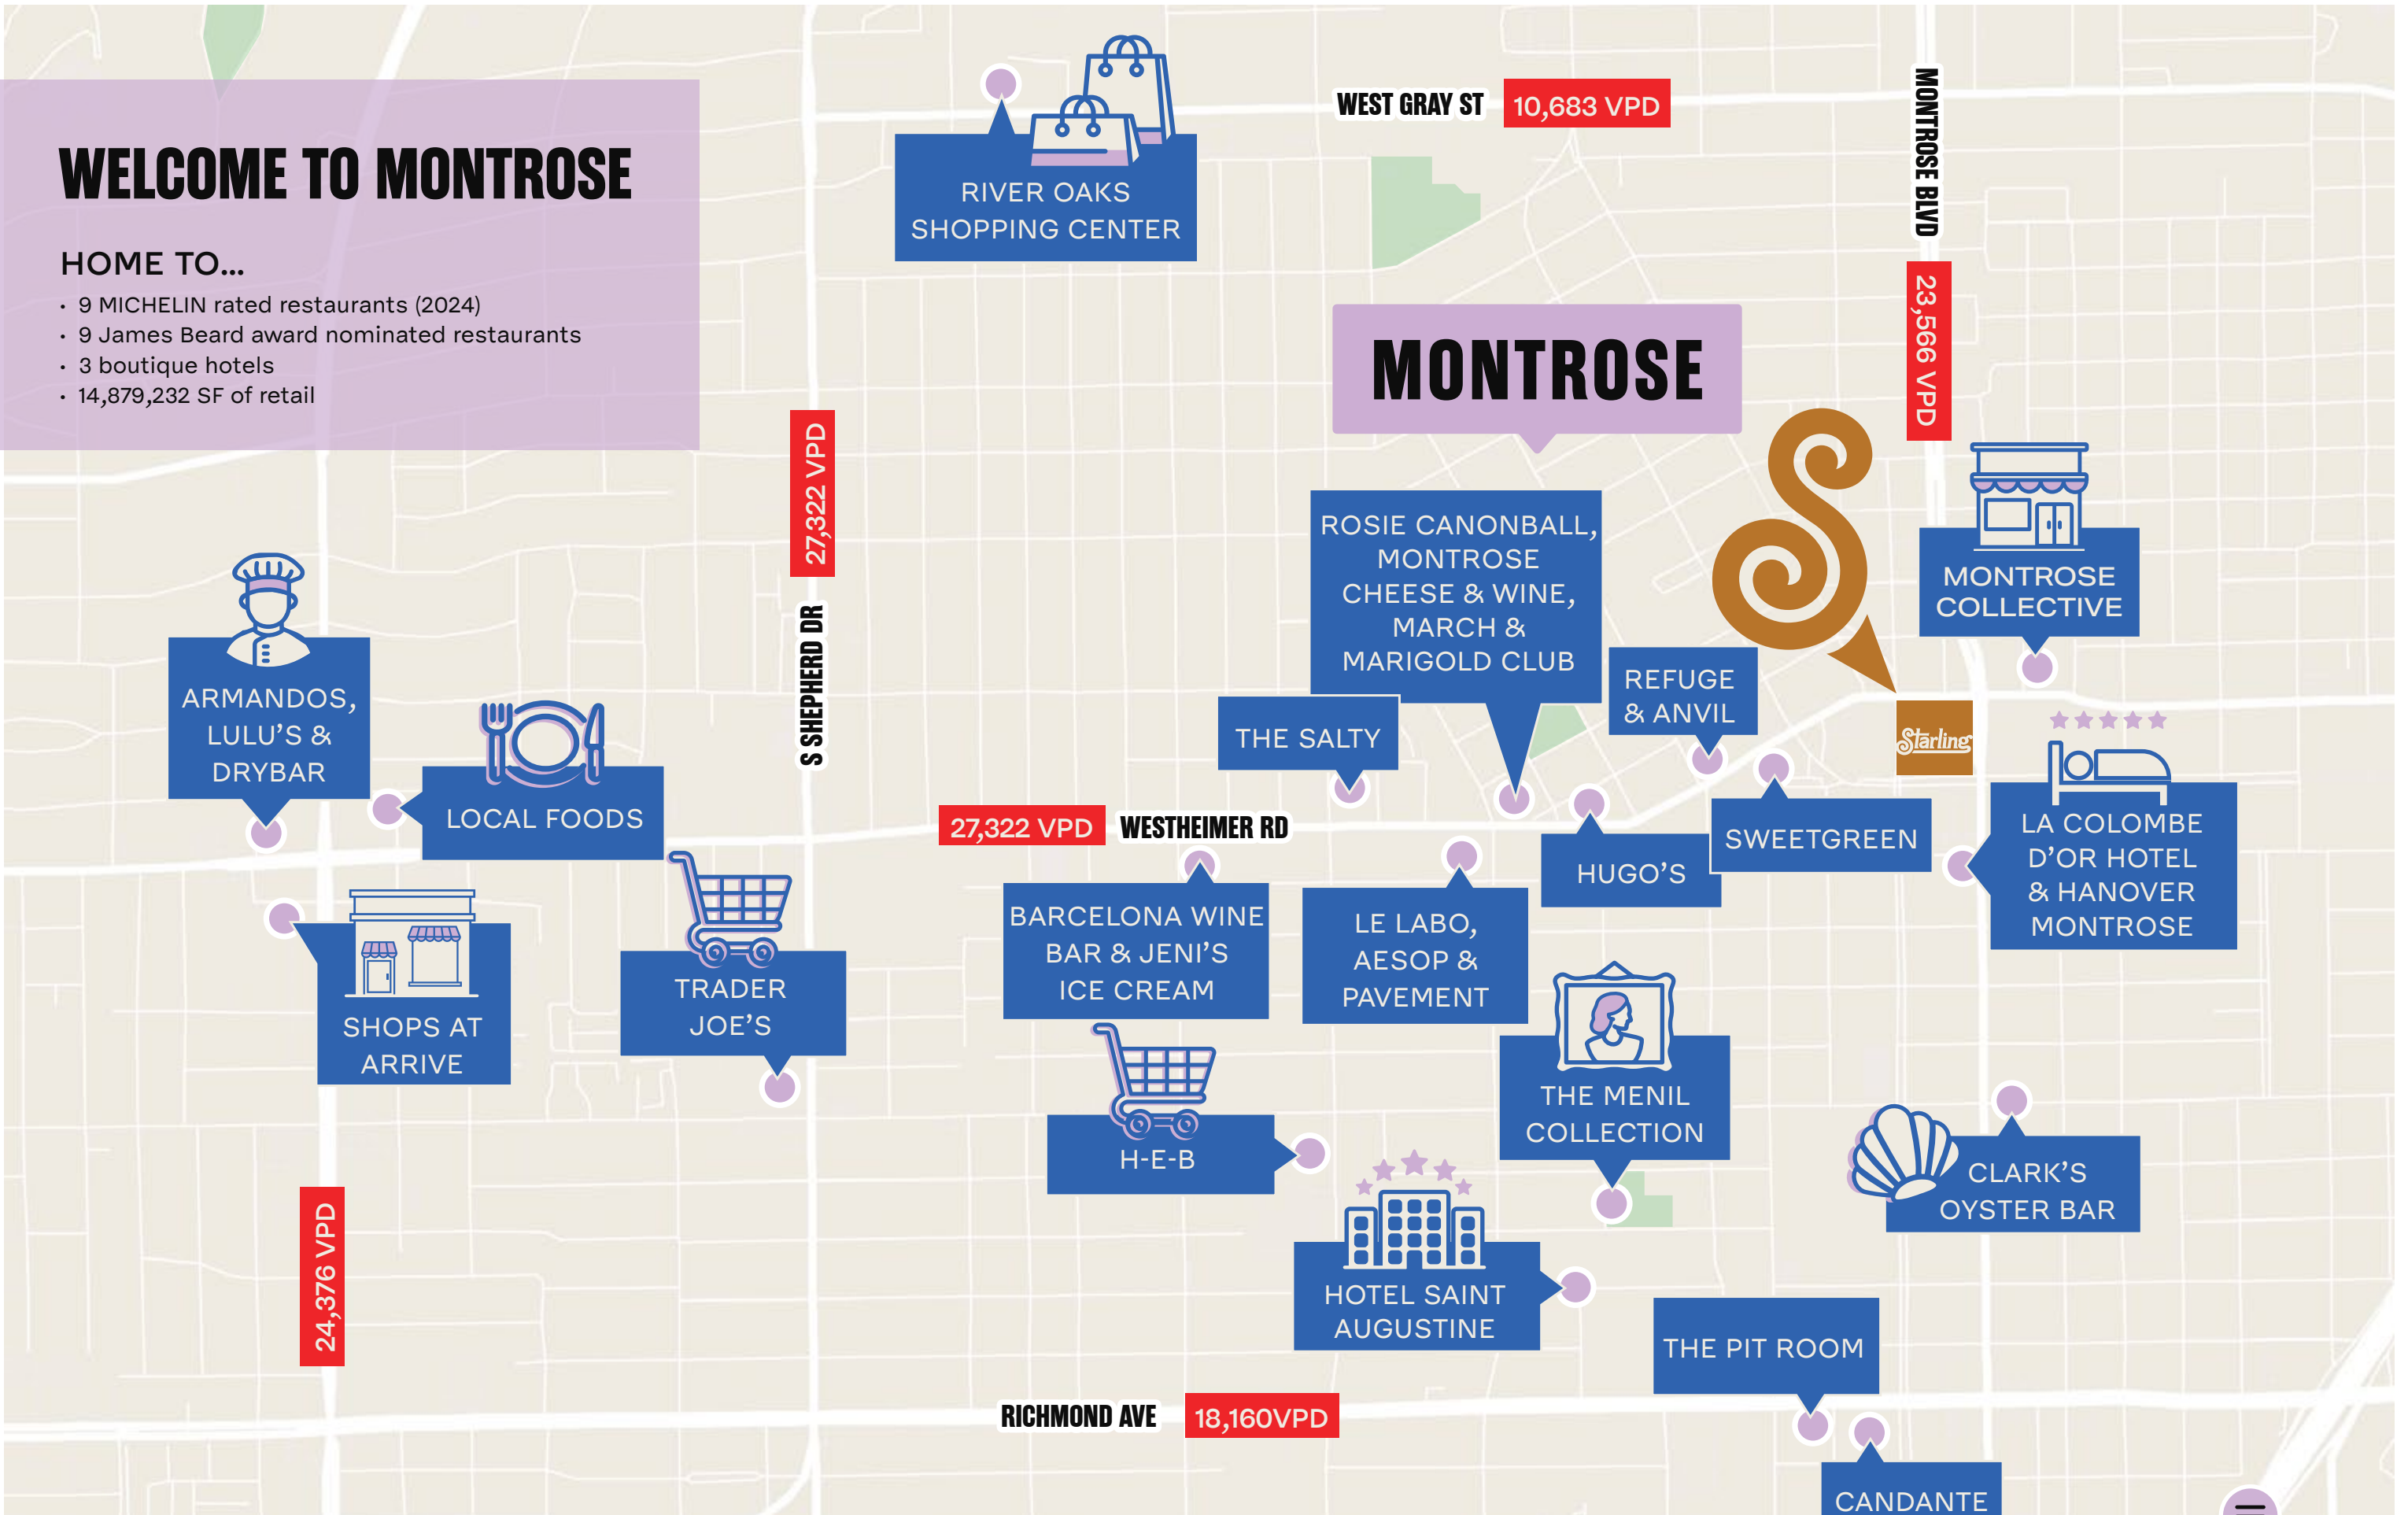 WELCOME TO MONTROSE
HOME TO...
• 9 MICHELIN rated restaurants (2024)
• 9 James Beard award nominated restaurants
• 3 boutique hotels
• 14,879,232 SF of retail
RIVER OAKS
SHOPPING CENTER
WEST GRAY ST
10,683 VPD
MONTROSE BLVD
23,566 VPD
MONTROSE
27,322 VPD
S SHEPHERD DR
ROSIE CANONBALL,
MONTROSE
CHEESE & WINE,
MARCH &
MARIGOLD CLUB
MONTROSE
COLLECTIVE
REFUGE
& ANVIL
THE SALTY
Starling
ARMANDOS,
LULU'S &
DRYBAR
LOCAL FOODS
27,322 VPD
WESTHEIMER RD
HUGO'S
SWEETGREEN
LA COLOMBE
D'OR HOTEL
& HANOVER
MONTROSE
SHOPS AT
ARRIVE
TRADER
JOE'S
BARCELONA WINE
BAR & JENI'S
ICE CREAM
LE LABO,
AESOP &
PAVEMENT
THE MENIL
COLLECTION
H-E-B
CLARK'S
OYSTER BAR
24,376 VPD
HOTEL SAINT
AUGUSTINE
THE PIT ROOM
RICHMOND AVE
18,160VPD
CANDANTE